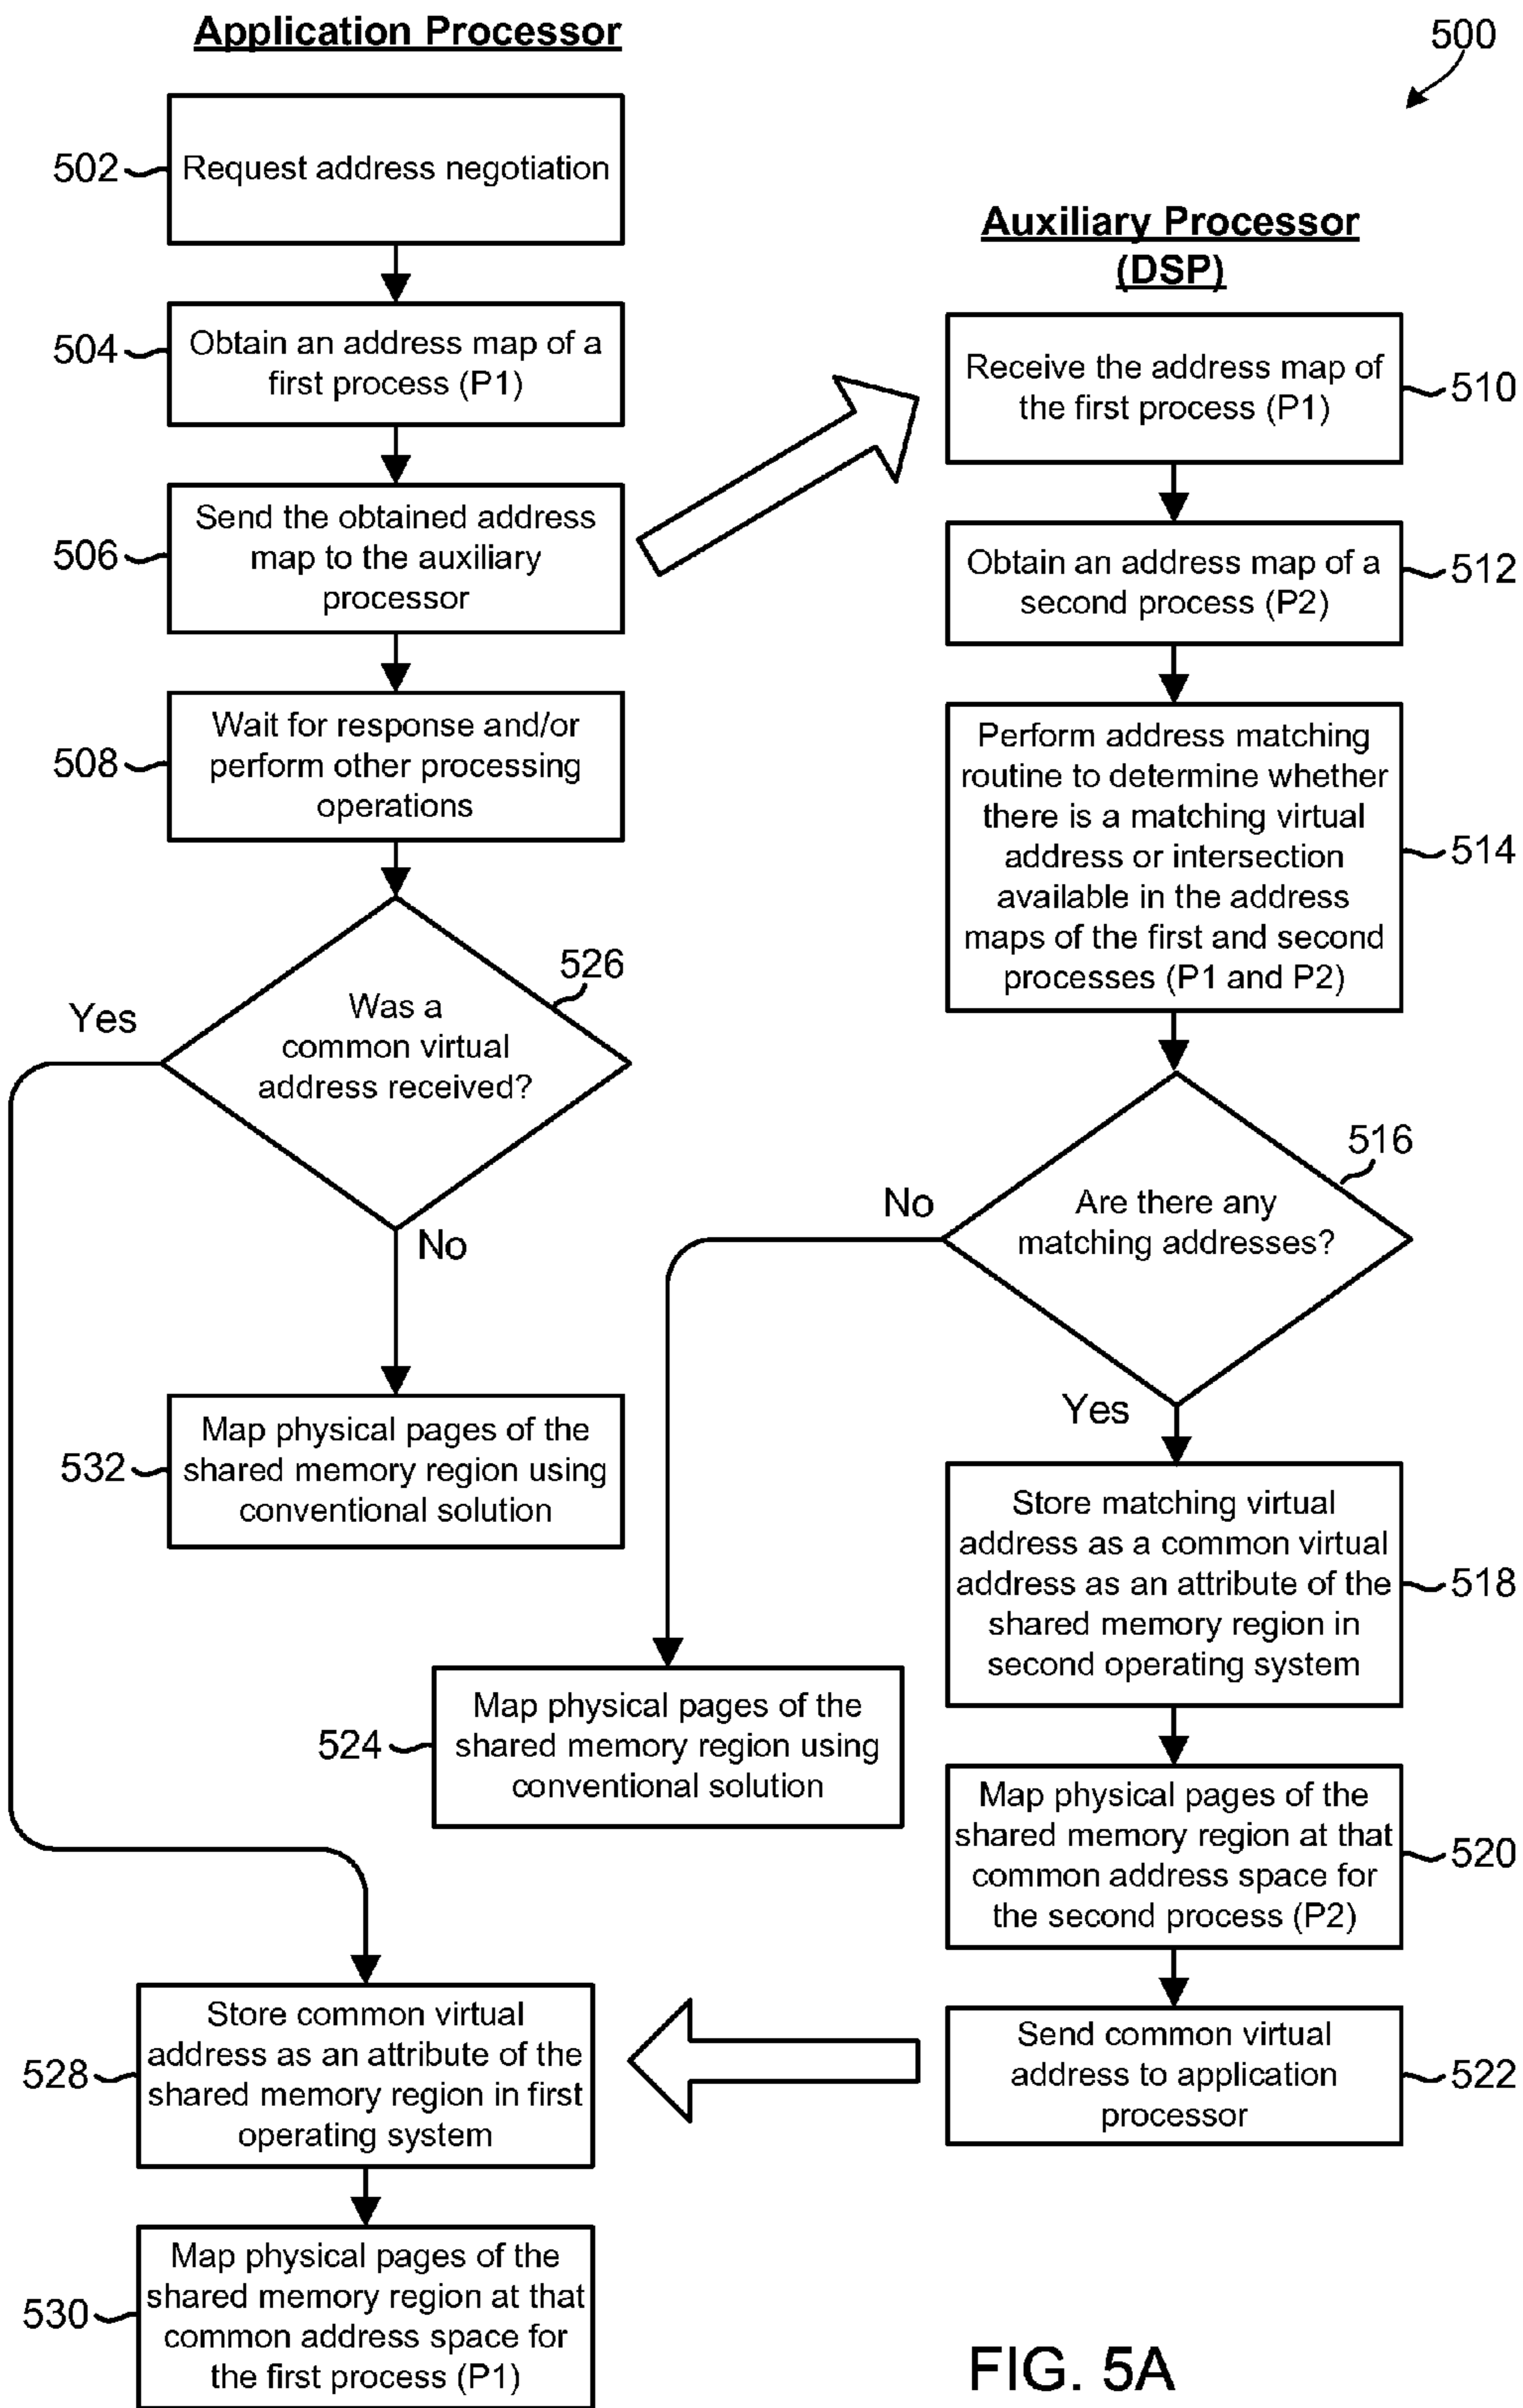 Application Processor
500
502
Request address negotiation
504
Obtain an address map of a
first process (P1)
506
Send the obtained address
map to the auxiliary
processor
508
Wait for response and/or
perform other processing
operations
526
Was a
common virtual
address received?
Yes
No
532
Map physical pages of the
shared memory region using
conventional solution
Auxiliary Processor
(DSP)
Receive the address map of
the first process (P1)
510
Obtain an address map of a
second process (P2)
512
Perform address matching
routine to determine whether
there is a matching virtual
address or intersection
available in the address
maps of the first and second
processes (P1 and P2)
514
516
Are there any
matching addresses?
No
Yes
524
Map physical pages of the
shared memory region using
conventional solution
Store matching virtual
address as a common virtual
address as an attribute of the
shared memory region in
second operating system
518
Map physical pages of the
shared memory region at that
common address space for
the second process (P2)
520
Send common virtual
address to application
processor
522
528
Store common virtual
address as an attribute of the
shared memory region in first
operating system
530
Map physical pages of the
shared memory region at that
common address space for
the first process (P1)
FIG. 5A